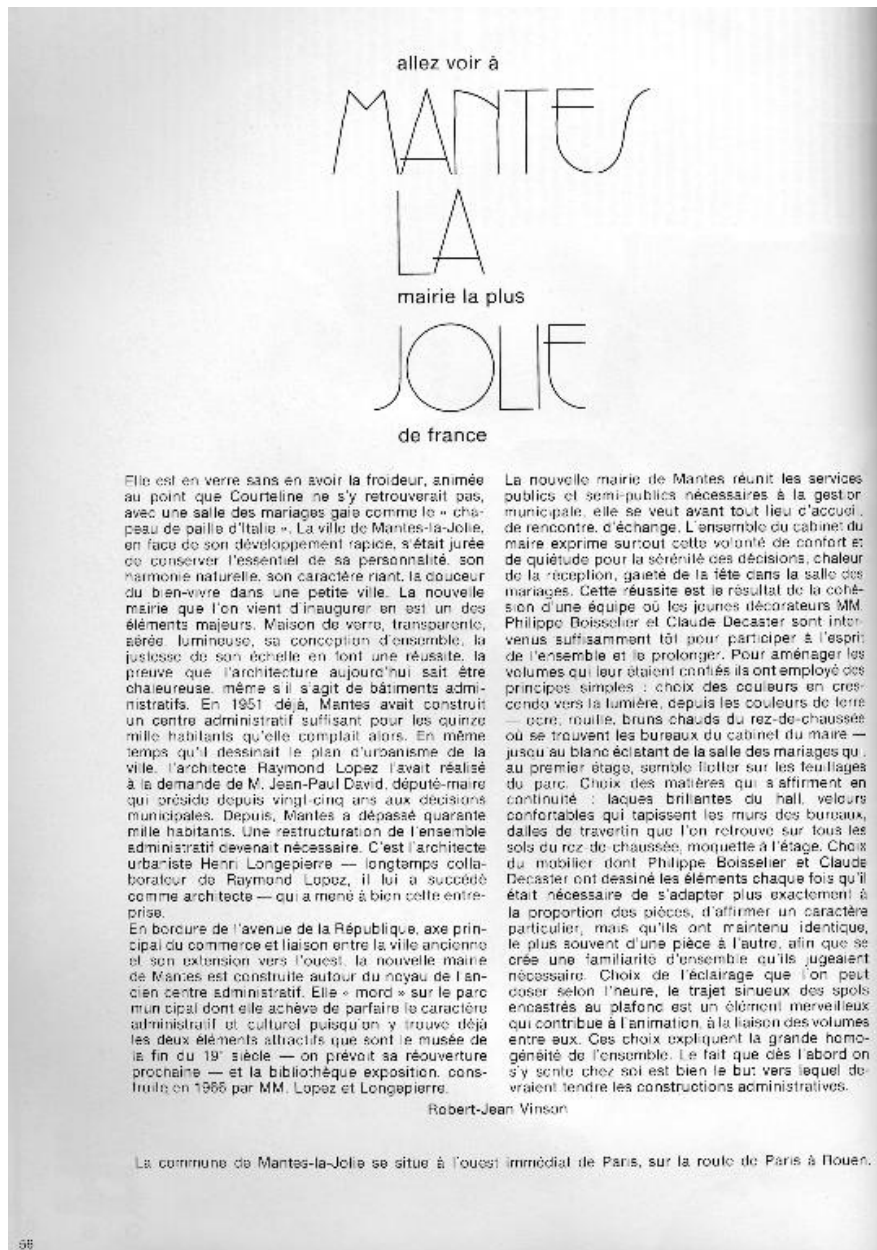 allez voir à
MANTES
LA
mairie la plus
JOLIE
de france
Elle est en verre sans en avoir la froideur, animée
au point que Courteline ne s'y retrouverait pas,
avec une salle des mariages gaie comme le « cha-
peau de paille d'Italie ». La ville de Mantes-la-Jolie,
en face de son développement rapide, s'était jurée
de conserver l'essentiel de sa personnalité, son
harmonie naturelle, son caractère riant, la douceur
du bien-vivre dans une petite ville. La nouvelle
mairie que l'on vient d'inaugurer en est un des
éléments majeurs. Maison de verre, transparente,
aérée, lumineuse, sa conception d'ensemble, la
justesse de son échelle en font une réussite, la
preuve que l'architecture aujourd'hui sait être
chaleureuse, même s'il s'agit de bâtiments admi-
nistratifs. En 1951 déjà, Mantes avait construit
un centre administratif suffisant pour les quinze
mille habitants qu'elle comptait alors. En même
temps qu'il dessinait le plan d'urbanisme de la
ville, l'architecte Raymond Lopez l'avait réalisé
à la demande de M. Jean-Paul David, député-maire
qui préside depuis vingt-cinq ans aux décisions
municipales. Depuis, Mantes a dépassé quarante
mille habitants. Une restructuration de l'ensemble
administratif devenait nécessaire. C'est l'architecte
urbaniste Henri Longepierre — longtemps colla-
borateur de Raymond Lopez, il lui a succédé
comme architecte — qui a mené à bien cette entre-
prise.
En bordure de l'avenue de la République, axe prin-
cipal du commerce et liaison entre la ville ancienne
et son extension vers l'ouest, la nouvelle mairie
de Mantes est construite autour du noyau de l'an-
cien centre administratif. Elle « mord » sur le parc
municipal dont elle achève de parfaire le caractère
administratif et culturel puisqu'on y trouve déjà
les deux éléments attractifs que sont le musée de
la fin du 19e siècle — on prévoit sa réouverture
prochaine — et la bibliothèque exposition, cons-
truite en 1966 par MM. Lopez et Longepierre.
La nouvelle mairie de Mantes réunit les services
publics et semi-publics nécessaires à la gestion
municipale, elle se veut avant tout lieu d'accueil,
de rencontre, d'échange. L'ensemble du cabinet du
maire exprime surtout cette volonté de confort et
de quiétude pour la sérénité des décisions, chaleur
de la réception, gaieté de la fête dans la salle des
mariages. Cette réussite est le résultat de la cohé-
sion d'une équipe où les jeunes décorateurs MM.
Philippe Boisselier et Claude Decaster sont inter-
venus suffisamment tôt pour participer à l'esprit
de l'ensemble et le prolonger. Pour aménager les
volumes qui leur étaient confiés ils ont employé des
principes simples : choix des couleurs en cres-
cendo vers la lumière, depuis les couleurs de terre
— ocre, rouille, bruns chauds du rez-de-chaussée
où se trouvent les bureaux du cabinet du maire —
jusqu'au blanc éclatant de la salle des mariages qui,
au premier étage, semble flotter sur les feuillages
du parc. Choix des matières qui s'affirment en
continuité : laques brillantes du hall, velours
confortables qui tapissent les murs des bureaux,
dalles de travertin que l'on retrouve sur tous les
sols du rez-de-chaussée, moquette à l'étage. Choix
du mobilier dont Philippe Boisselier et Claude
Decaster ont dessiné les éléments chaque fois qu'il
était nécessaire de s'adapter plus exactement à
la proportion des pièces, d'affirmer un caractère
particulier, mais qu'ils ont maintenu identique,
le plus souvent d'une pièce à l'autre, afin que se
crée une familiarité d'ensemble qu'ils jugeaient
nécessaire. Choix de l'éclairage que l'on peut
doser selon l'heure, le trajet sinueux des spots
encastrés au plafond est un élément merveilleux
qui contribue à l'animation, à la liaison des volumes
entre eux. Ces choix expliquent la grande homo-
généité de l'ensemble. Le fait que dès l'abord on
s'y sente chez soi est bien le but vers lequel de-
vraient tendre les constructions administratives.
Robert-Jean Vinson
La commune de Mantes-la-Jolie se situe à l'ouest immédiat de Paris, sur la route de Paris à Rouen.